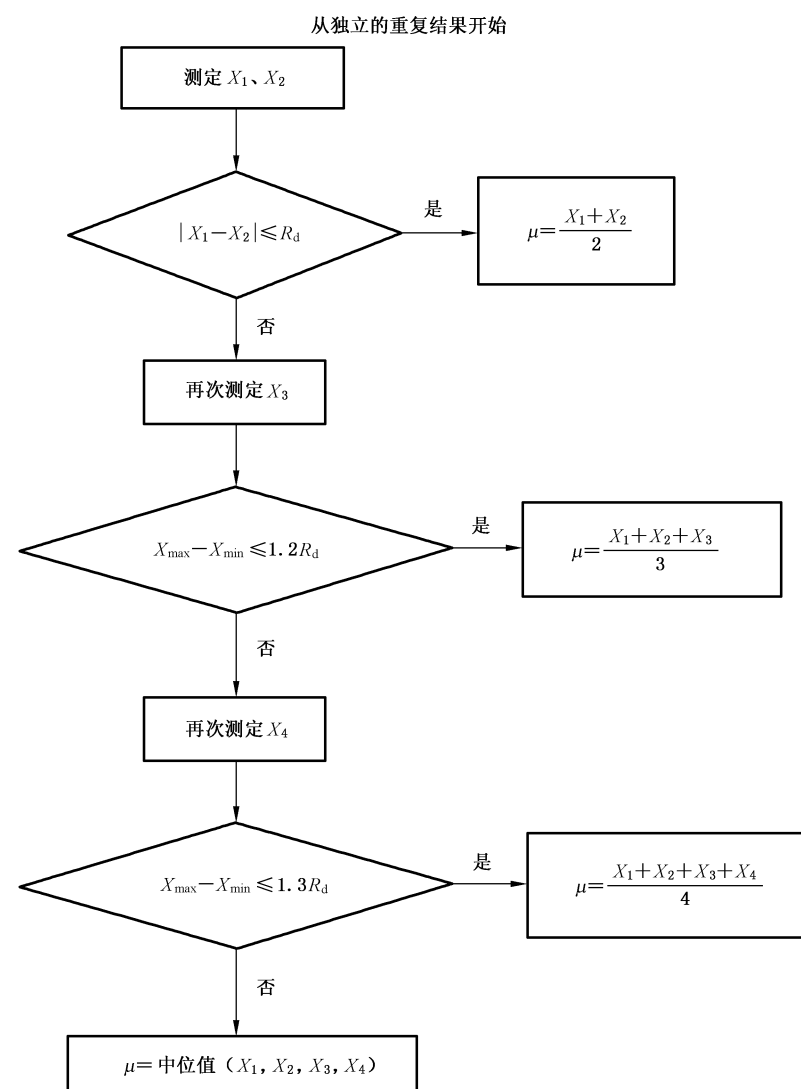 从独立的重复结果开始
测定 X₁、X₂
|X₁−X₂|≤R_d
是
μ=(X₁+X₂)/2
否
再次测定 X₃
X_max−X_min≤1.2R_d
是
μ=(X₁+X₂+X₃)/3
否
再次测定 X₄
X_max−X_min≤1.3R_d
是
μ=(X₁+X₂+X₃+X₄)/4
否
μ=中位值（X₁,X₂,X₃,X₄）